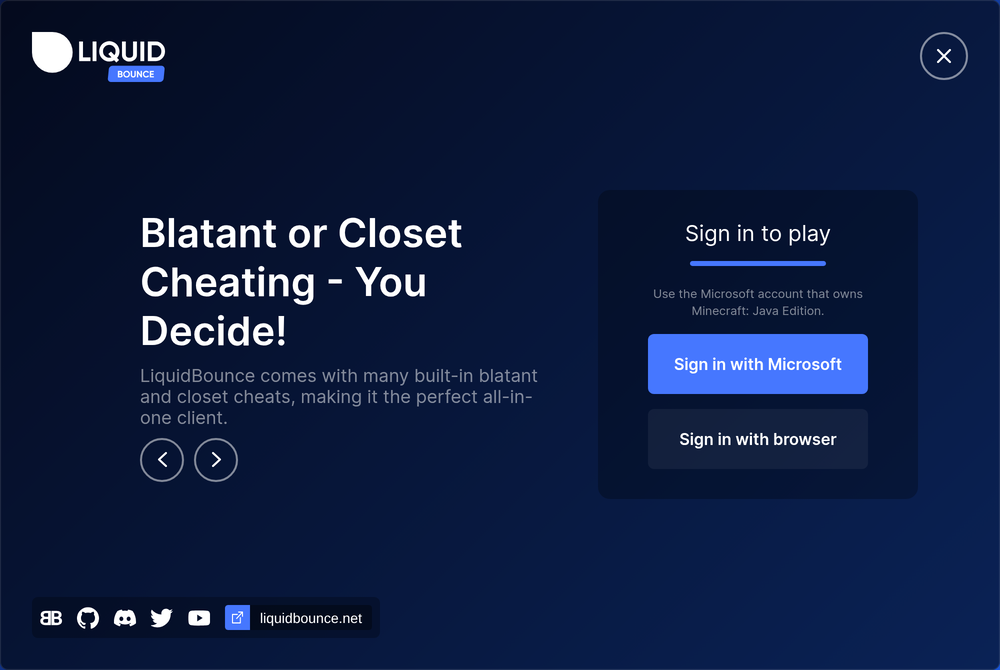 LIQUID
BOUNCE
Blatant or Closet
Cheating - You
Decide!
LiquidBounce comes with many built-in blatant
and closet cheats, making it the perfect all-in-
one client.
Sign in to play
Use the Microsoft account that owns
Minecraft: Java Edition.
Sign in with Microsoft
Sign in with browser
liquidbounce.net